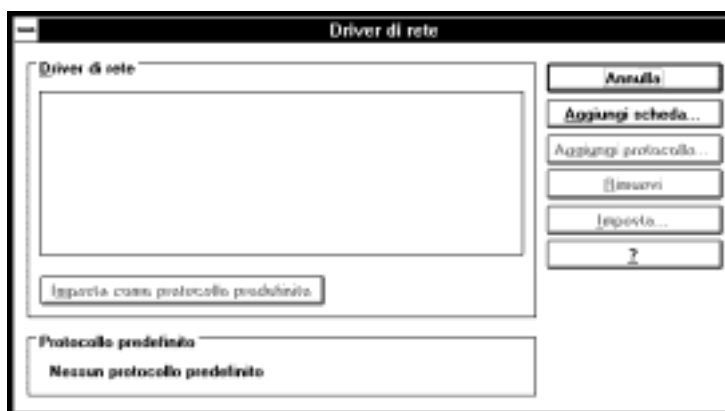 Driver di rete
Driver di rete
Annulla
Aggiungi scheda...
Aggiungi protocollo...
Rimuovi
Imposta...
?
Imposta come protocollo predefinito
Protocollo predefinito
Nessun protocollo predefinito